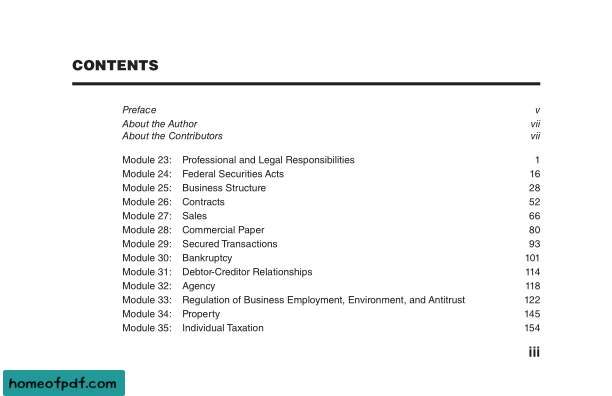 CONTENTS
Preface v
About the Author vii
About the Contributors vii
Module 23: Professional and Legal Responsibilities 1
Module 24: Federal Securities Acts 16
Module 25: Business Structure 28
Module 26: Contracts 52
Module 27: Sales 66
Module 28: Commercial Paper 80
Module 29: Secured Transactions 93
Module 30: Bankruptcy 101
Module 31: Debtor-Creditor Relationships 114
Module 32: Agency 118
Module 33: Regulation of Business Employment, Environment, and Antitrust 122
Module 34: Property 145
Module 35: Individual Taxation 154
iii
homeofpdf.com